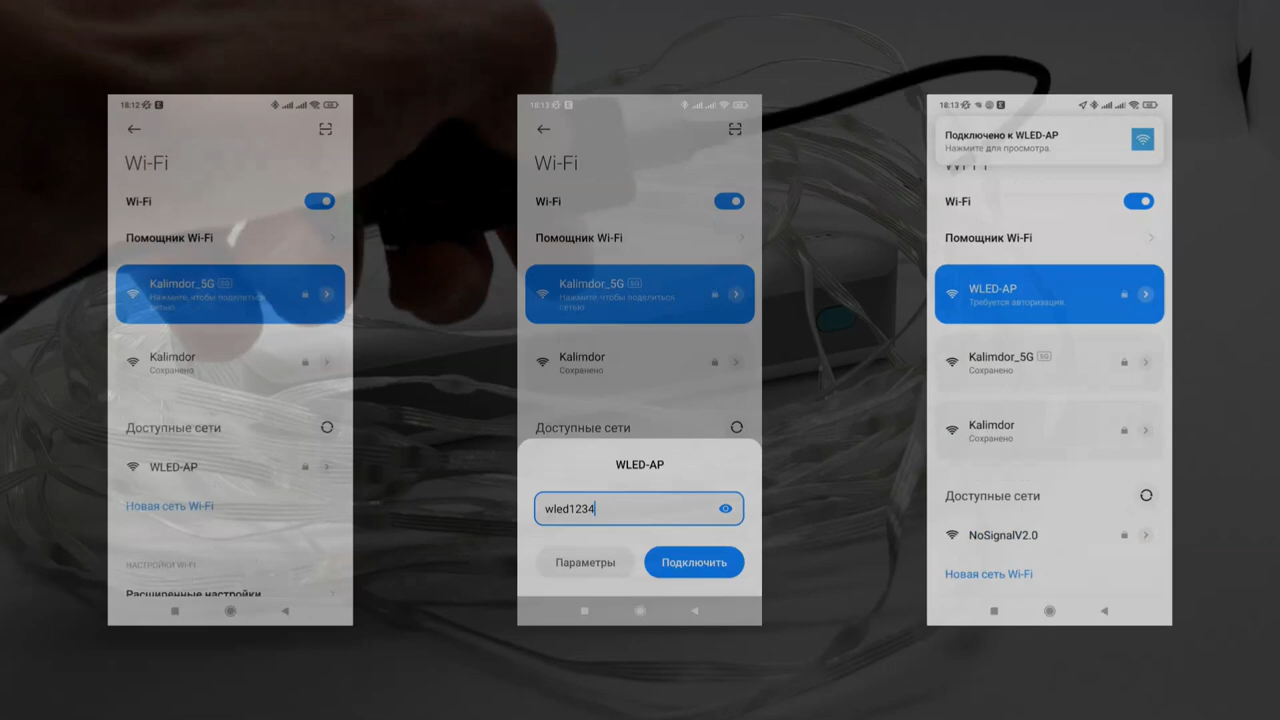 18:12
Wi-Fi
Wi-Fi
Помощник Wi-Fi
Kalimdor_5G 5G
Нажмите, чтобы поделиться
сетью
Kalimdor
Сохранено
Доступные сети
WLED-AP
Новая сеть Wi-Fi
НАСТРОЙКИ WI-FI
Расширенные настройки
18:13
Wi-Fi
Wi-Fi
Помощник Wi-Fi
Kalimdor_5G 5G
Нажмите, чтобы поделиться
сетью
Kalimdor
Сохранено
Доступные сети
WLED-AP
wled1234
Параметры
Подключить
18:13
Подключено к WLED-AP
Нажмите для просмотра.
Wi-Fi
Wi-Fi
Помощник Wi-Fi
WLED-AP
Требуется авторизация.
Kalimdor_5G 5G
Сохранено
Kalimdor
Сохранено
Доступные сети
NoSignalV2.0
Новая сеть Wi-Fi